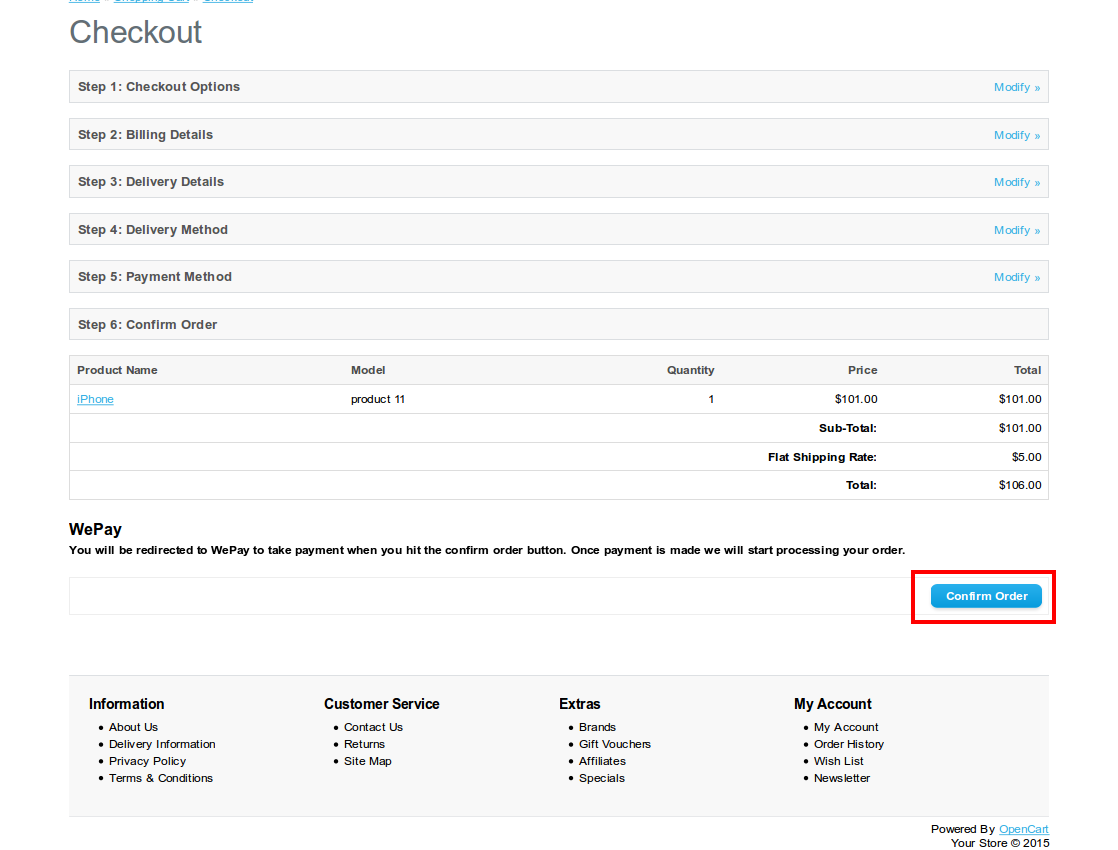 Home » Shopping Cart » Checkout
Checkout
Step 1: Checkout Options Modify »
Step 2: Billing Details Modify »
Step 3: Delivery Details Modify »
Step 4: Delivery Method Modify »
Step 5: Payment Method Modify »
Step 6: Confirm Order
Product Name Model Quantity Price Total
iPhone product 11 1 $101.00 $101.00
Sub-Total: $101.00
Flat Shipping Rate: $5.00
Total: $106.00
WePay
You will be redirected to WePay to take payment when you hit the confirm order button. Once payment is made we will start processing your order.
Confirm Order
Information
• About Us
• Delivery Information
• Privacy Policy
• Terms & Conditions
Customer Service
• Contact Us
• Returns
• Site Map
Extras
• Brands
• Gift Vouchers
• Affiliates
• Specials
My Account
• My Account
• Order History
• Wish List
• Newsletter
Powered By OpenCart
Your Store © 2015